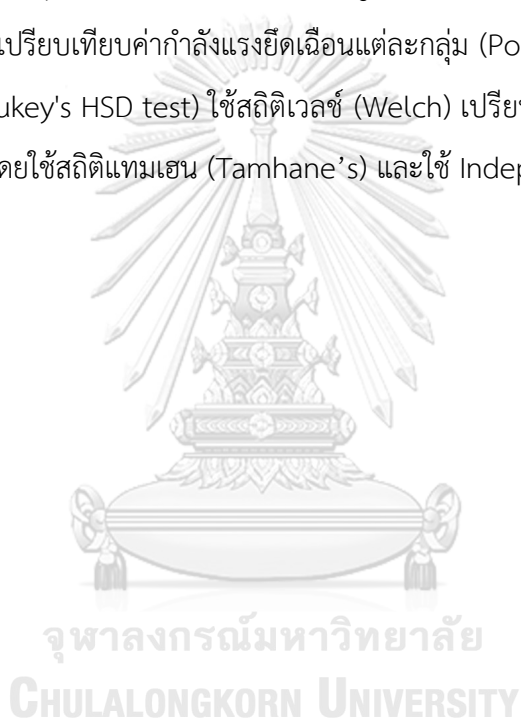 เปรียบเทียบค่ากำลังแรงยึดเฉือนแต่ละกลุ่ม (Po
ukey's HSD test) ใช้สถิติเวลช์ (Welch) เปรีย
ดยใช้สถิติแทมเฮน (Tamhane's) และใช้ Indep
จุฬาลงกรณ์มหาวิทยาลัย
CHULALONGKORN UNIVERSITY